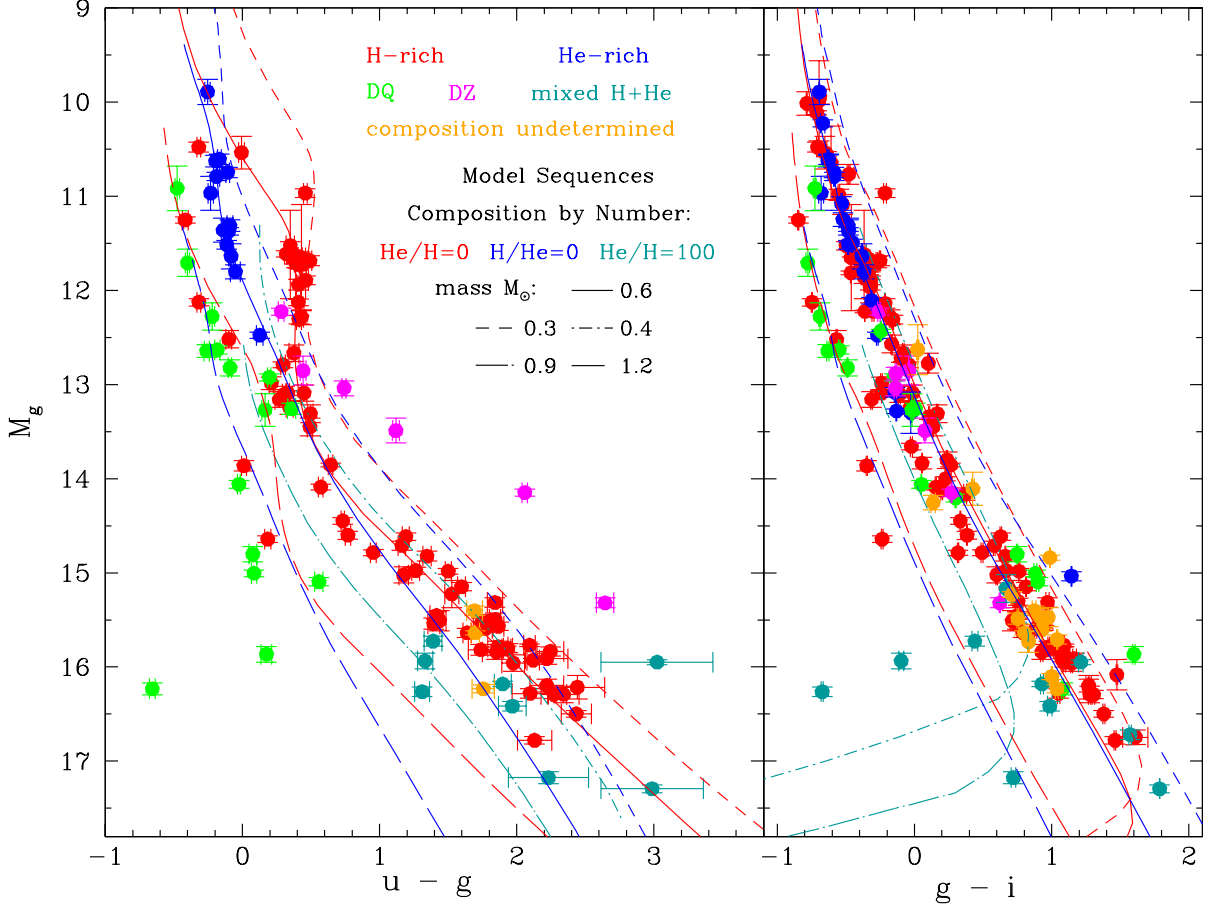 H-rich He-rich
DQ DZ mixed H+He
composition undetermined
Model Sequences
Composition by Number:
He/H=0 H/He=0 He/H=100
mass M⊙: —— 0.6
- - - 0.3 -·-·- 0.4
—— 0.9 —— 1.2
M_g
9
10
11
12
13
14
15
16
17
-1 0 1 2 3
u - g
-1 0 1 2
g - i